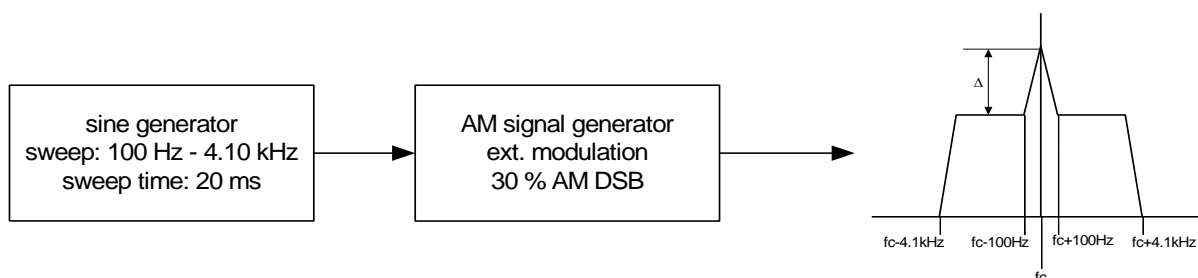 sine generator
sweep: 100 Hz - 4.10 kHz
sweep time: 20 ms
AM signal generator
ext. modulation
30 % AM DSB
Δ
fc-4.1kHz
fc-100Hz
fc+100Hz
fc+4.1kHz
fc